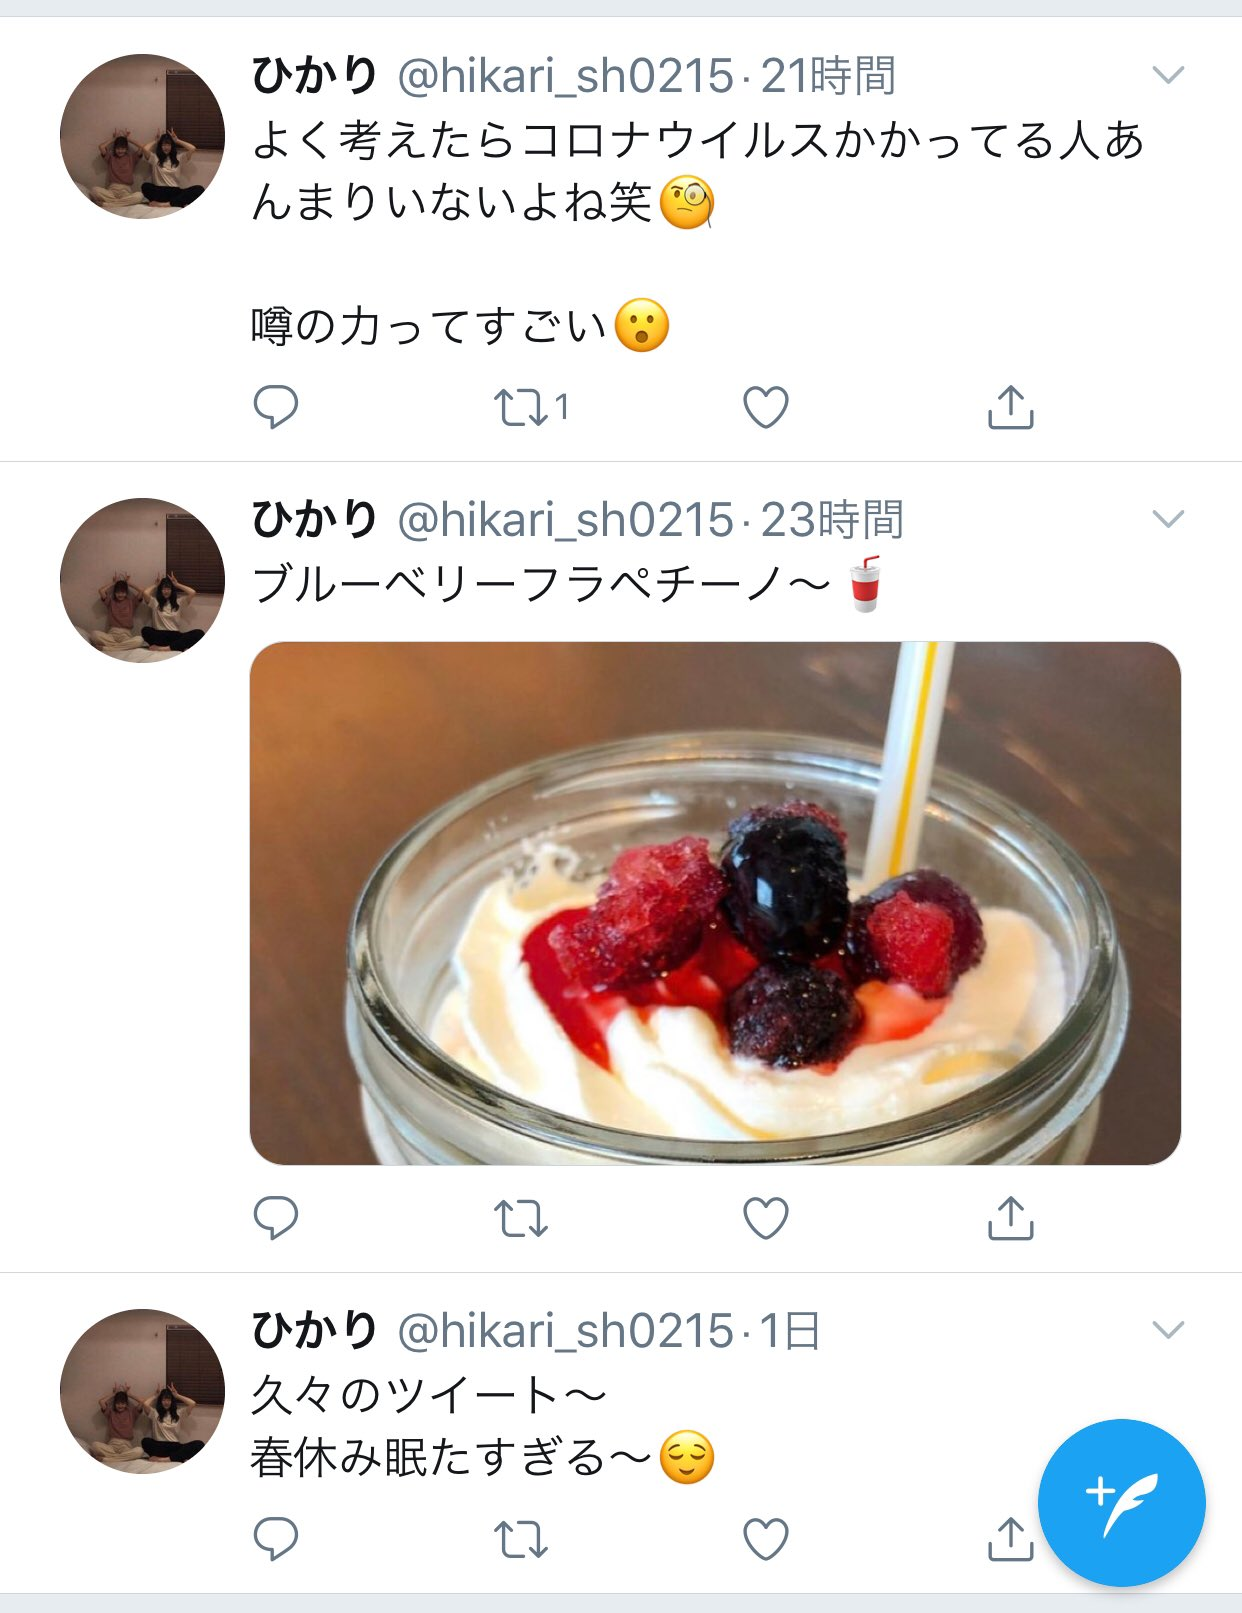 ひかり @hikari_sh0215·21時間
よく考えたらコロナウイルスかかってる人あ
んまりいないよね笑🧐
噂の力ってすごい😮
1
ひかり @hikari_sh0215·23時間
ブルーベリーフラペチーノ〜🥤
ひかり @hikari_sh0215·1日
久々のツイート〜
春休み眠たすぎる〜😌